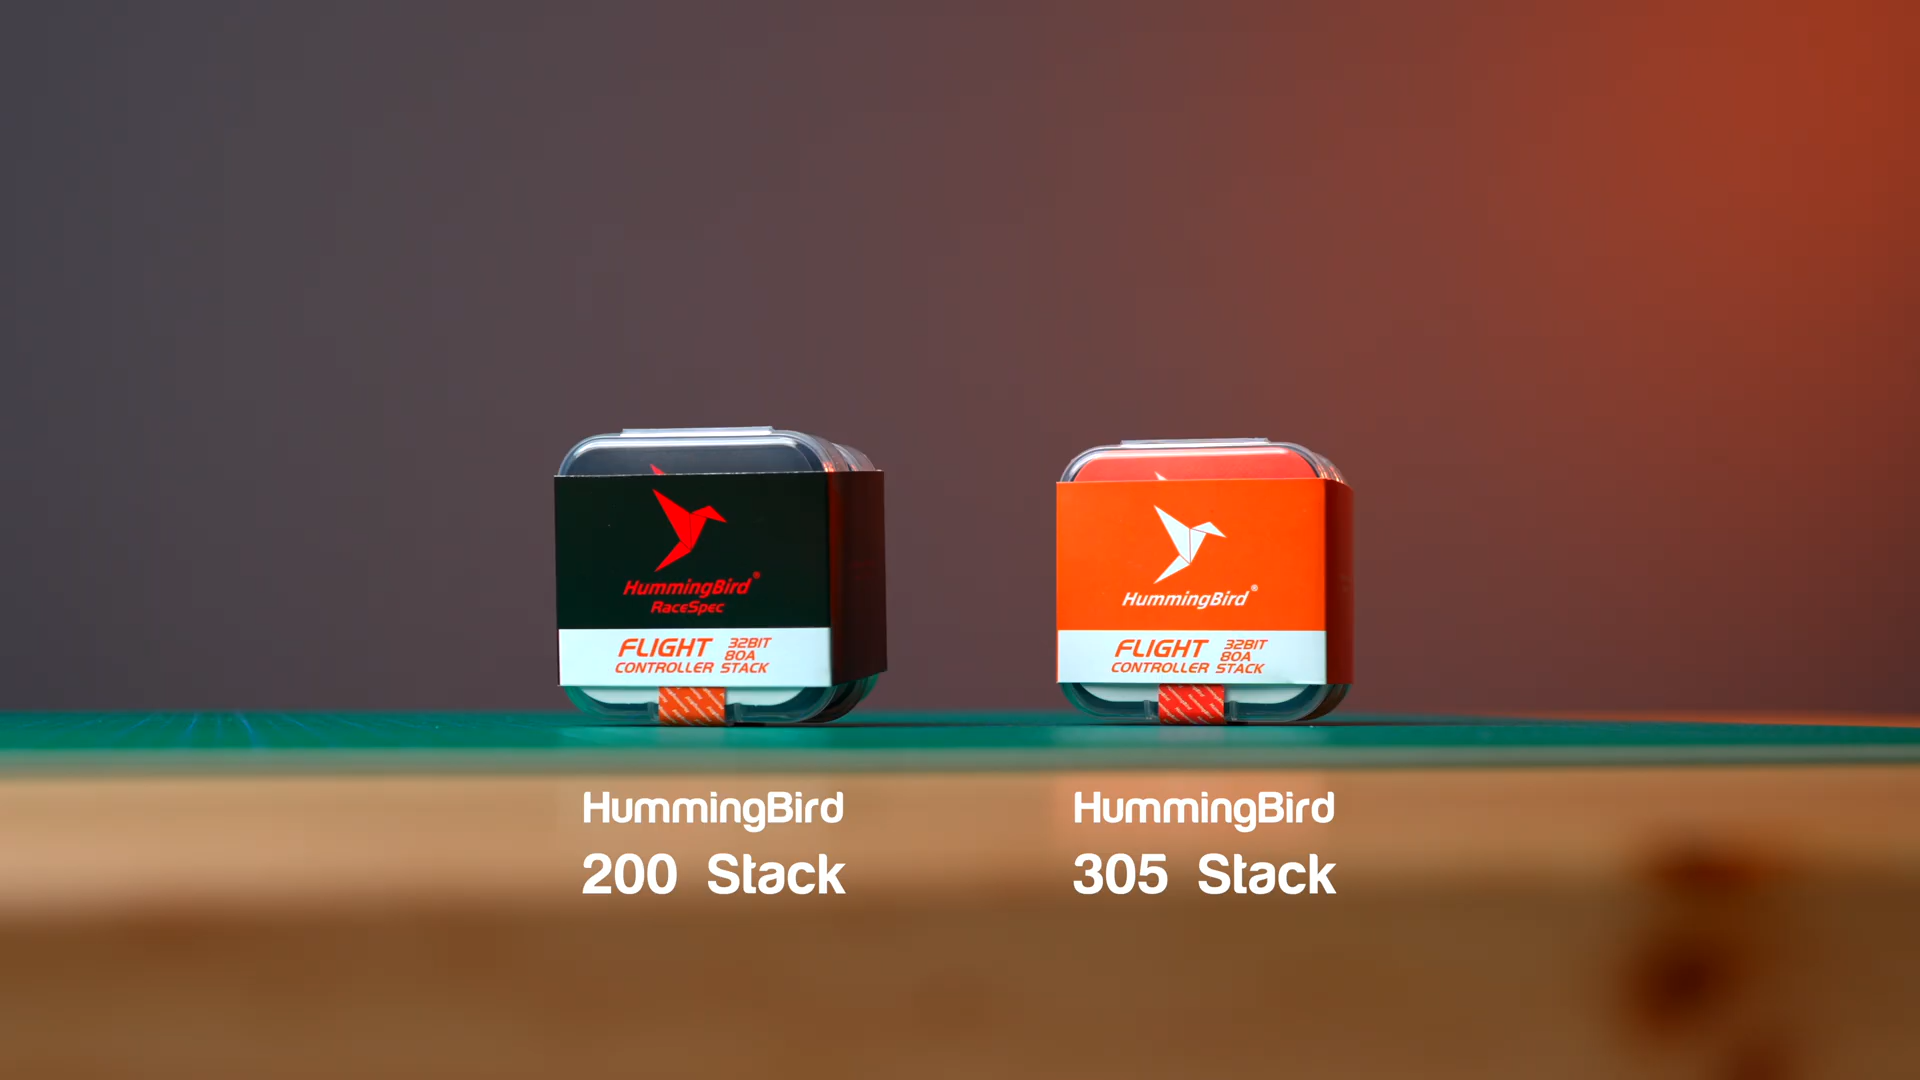 HummingBird®
RaceSpec
FLIGHT 32BIT 80A
CONTROLLER STACK
HummingBird®
FLIGHT 32BIT 80A
CONTROLLER STACK
HummingBird
200 Stack
HummingBird
305 Stack